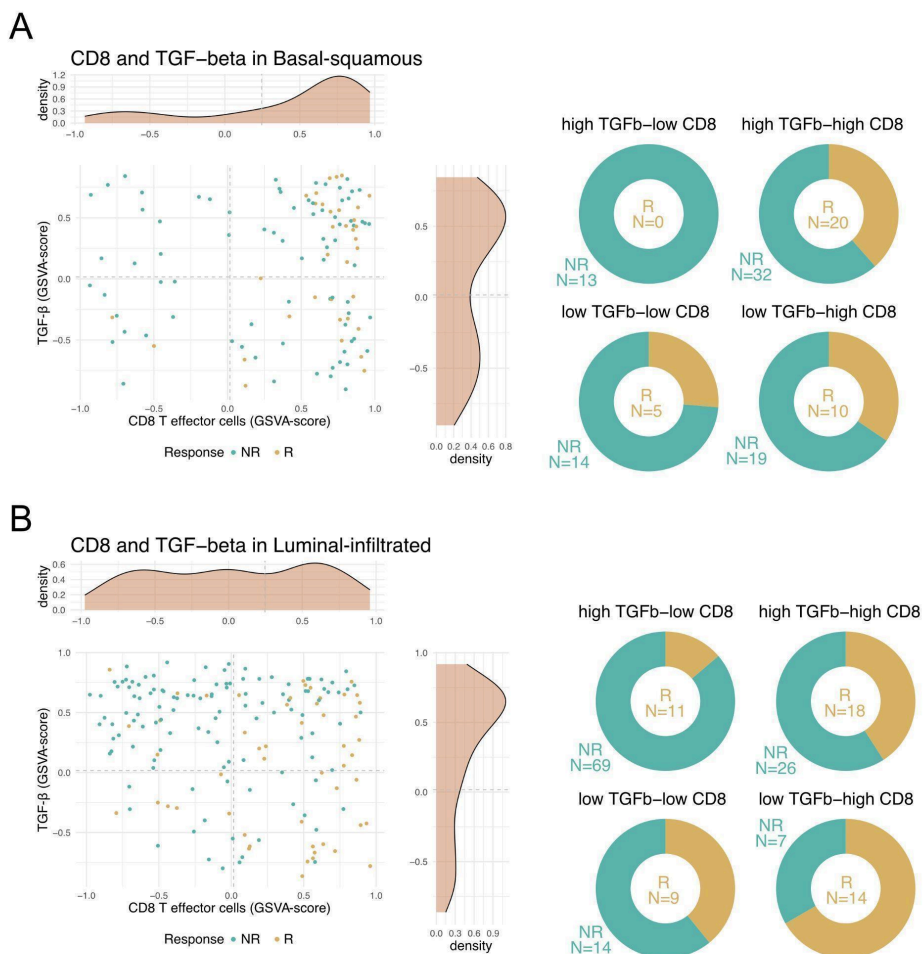 A
CD8 and TGF−beta in Basal-squamous
density
1.2
0.9
0.6
0.3
0.0
−1.0 −0.5 0.0 0.5 1.0
TGF-β (GSVA-score)
0.5
0.0
−0.5
−1.0 −0.5 0.0 0.5 1.0
CD8 T effector cells (GSVA-score)
Response NR R
0.5
0.0
−0.5
0.0 0.2 0.4 0.6 0.8
density
high TGFb−low CD8
R
N=0
NR
N=13
high TGFb−high CD8
R
N=20
NR
N=32
low TGFb−low CD8
R
N=5
NR
N=14
low TGFb−high CD8
R
N=10
NR
N=19
B
CD8 and TGF−beta in Luminal-infiltrated
density
0.6
0.4
0.2
0.0
−1.0 −0.5 0.0 0.5 1.0
TGF-β (GSVA-score)
1.0
0.5
0.0
−0.5
−1.0 −0.5 0.0 0.5 1.0
CD8 T effector cells (GSVA-score)
Response NR R
1.0
0.5
0.0
−0.5
0.0 0.3 0.6 0.9
density
high TGFb−low CD8
R
N=11
NR
N=69
high TGFb−high CD8
R
N=18
NR
N=26
low TGFb−low CD8
R
N=9
NR
N=14
low TGFb−high CD8
NR
N=7
R
N=14